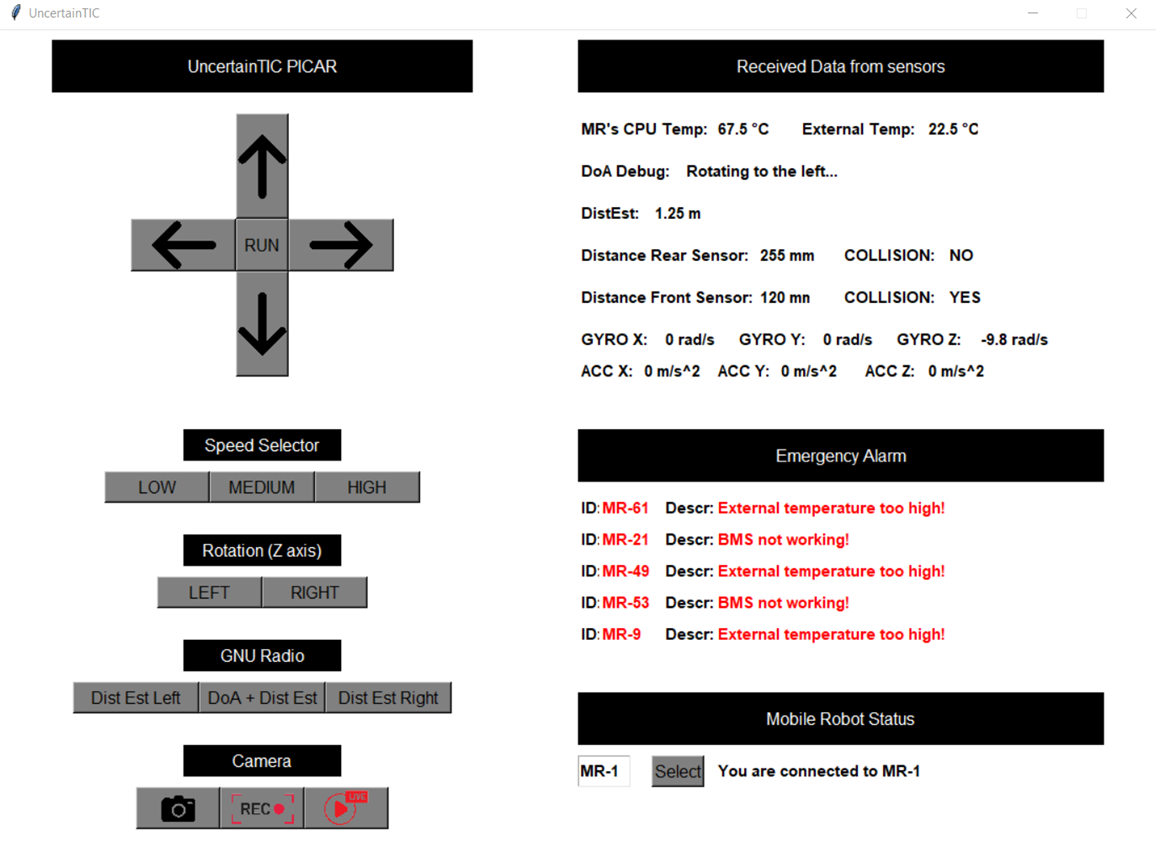 UncertainTIC
UncertainTIC PICAR
RUN
Speed Selector
LOW MEDIUM HIGH
Rotation (Z axis)
LEFT RIGHT
GNU Radio
Dist Est Left DoA + Dist Est Dist Est Right
Camera
REC LIVE
Received Data from sensors
MR's CPU Temp: 67.5 °C External Temp: 22.5 °C
DoA Debug: Rotating to the left...
DistEst: 1.25 m
Distance Rear Sensor: 255 mm COLLISION: NO
Distance Front Sensor: 120 mn COLLISION: YES
GYRO X: 0 rad/s GYRO Y: 0 rad/s GYRO Z: -9.8 rad/s
ACC X: 0 m/s^2 ACC Y: 0 m/s^2 ACC Z: 0 m/s^2
Emergency Alarm
ID: MR-61 Descr: External temperature too high!
ID: MR-21 Descr: BMS not working!
ID: MR-49 Descr: External temperature too high!
ID: MR-53 Descr: BMS not working!
ID: MR-9 Descr: External temperature too high!
Mobile Robot Status
MR-1 Select You are connected to MR-1